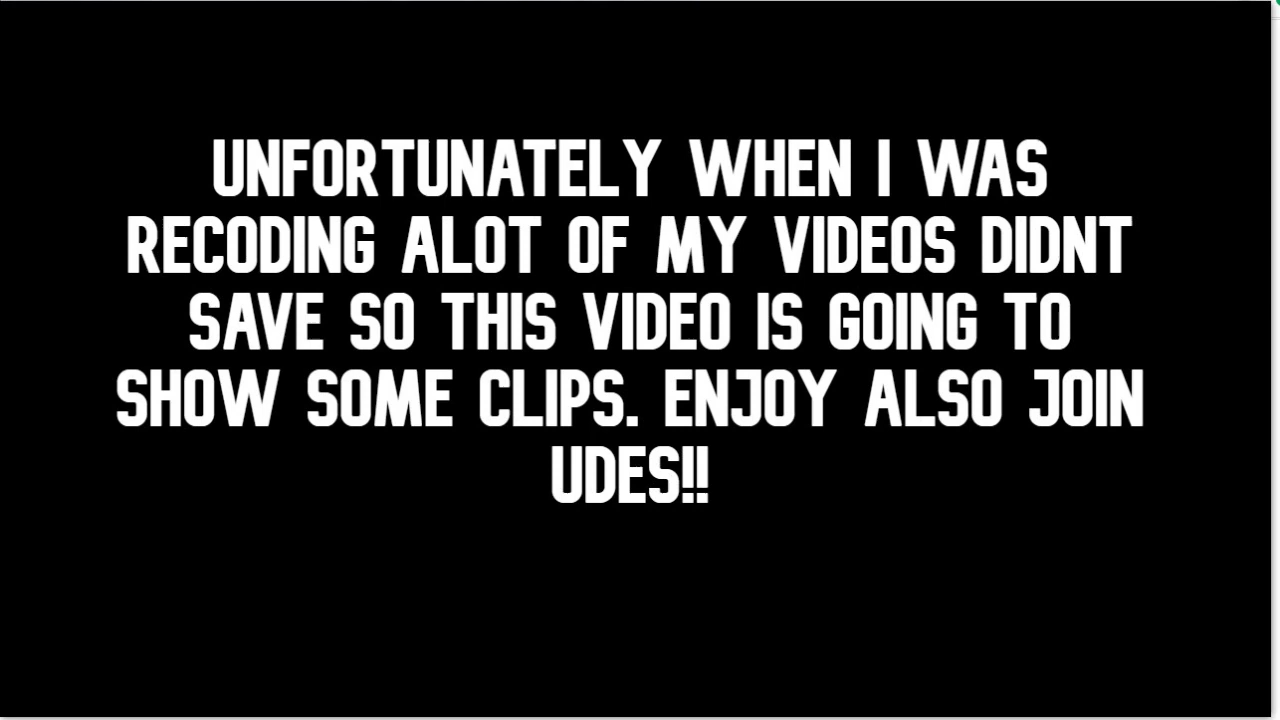 UNFORTUNATELY WHEN I WAS
RECODING ALOT OF MY VIDEOS DIDNT
SAVE SO THIS VIDEO IS GOING TO
SHOW SOME CLIPS. ENJOY ALSO JOIN
UDES!!